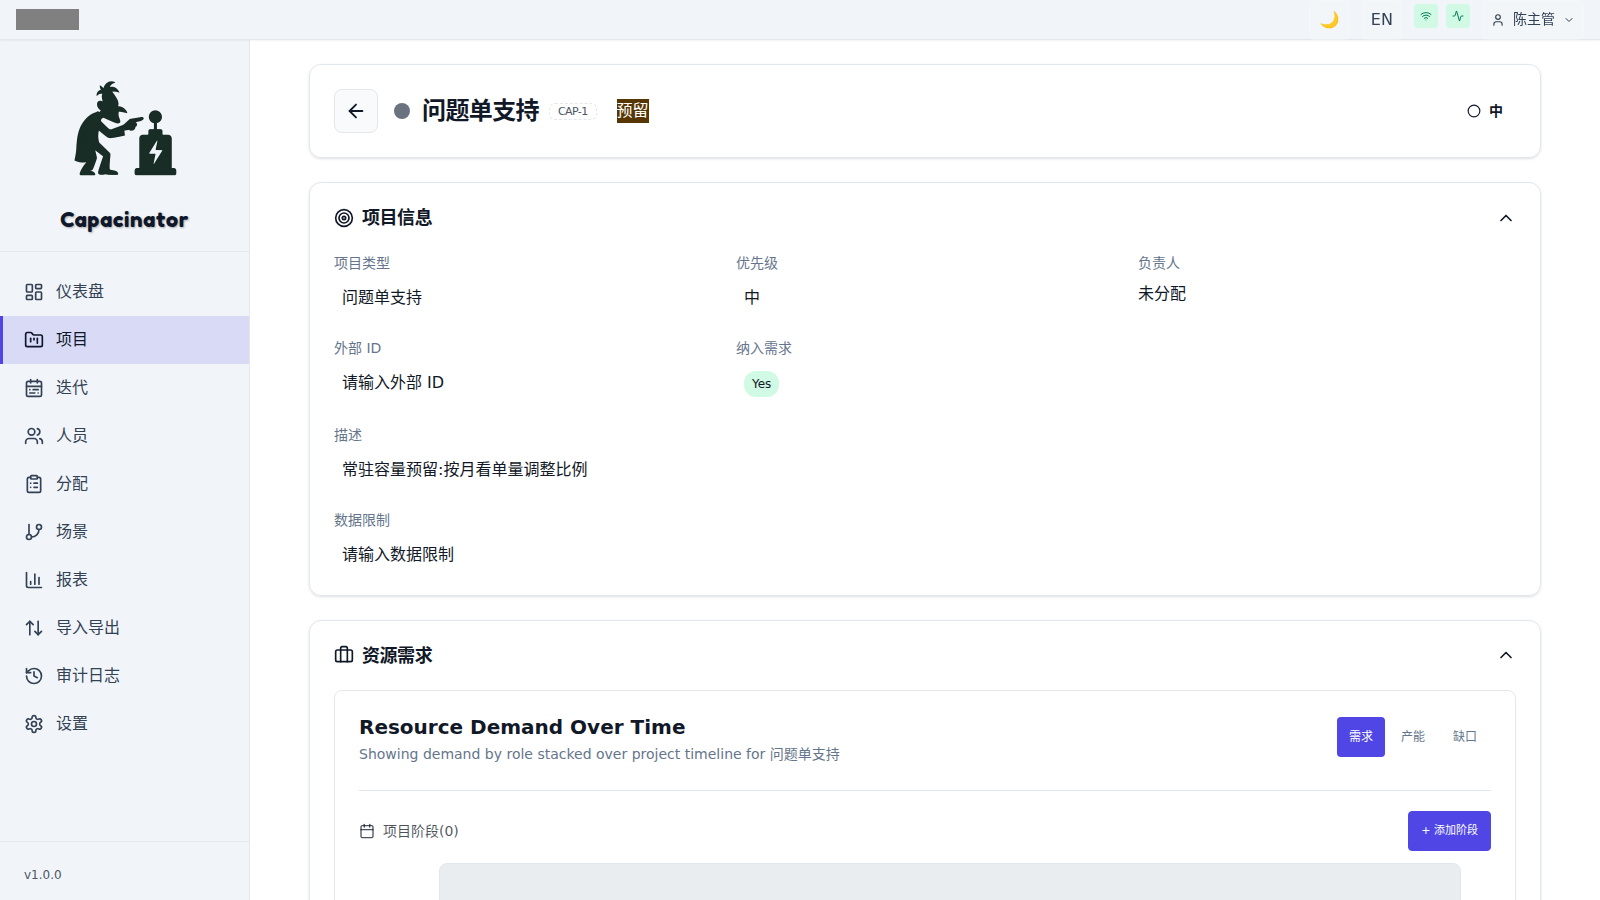 EN
陈主管
Capacinator
仪表盘
项目
迭代
人员
分配
场景
报表
导入导出
审计日志
设置
v1.0.0
问题单支持
CAP-1
预留
中
项目信息
项目类型
优先级
负责人
问题单支持
中
未分配
外部 ID
纳入需求
请输入外部 ID
Yes
描述
常驻容量预留:按月看单量调整比例
数据限制
请输入数据限制
资源需求
Resource Demand Over Time
Showing demand by role stacked over project timeline for 问题单支持
需求
产能
缺口
项目阶段(0)
+ 添加阶段